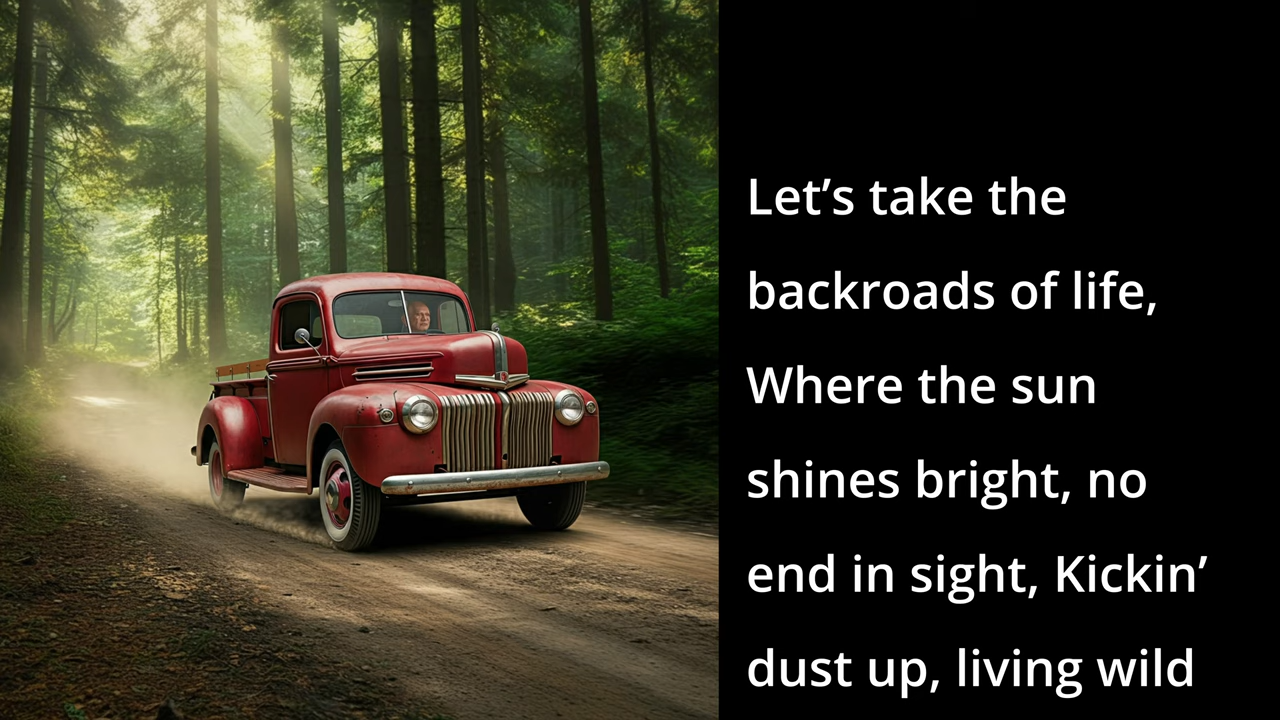 Let’s take the
backroads of life,
Where the sun
shines bright, no
end in sight, Kickin’
dust up, living wild